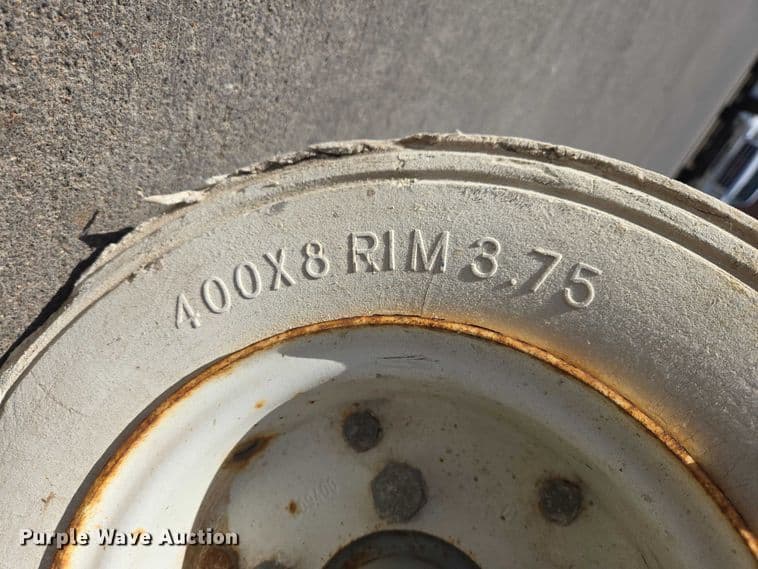 400X8 RIM 3.75
Purple Wave Auction